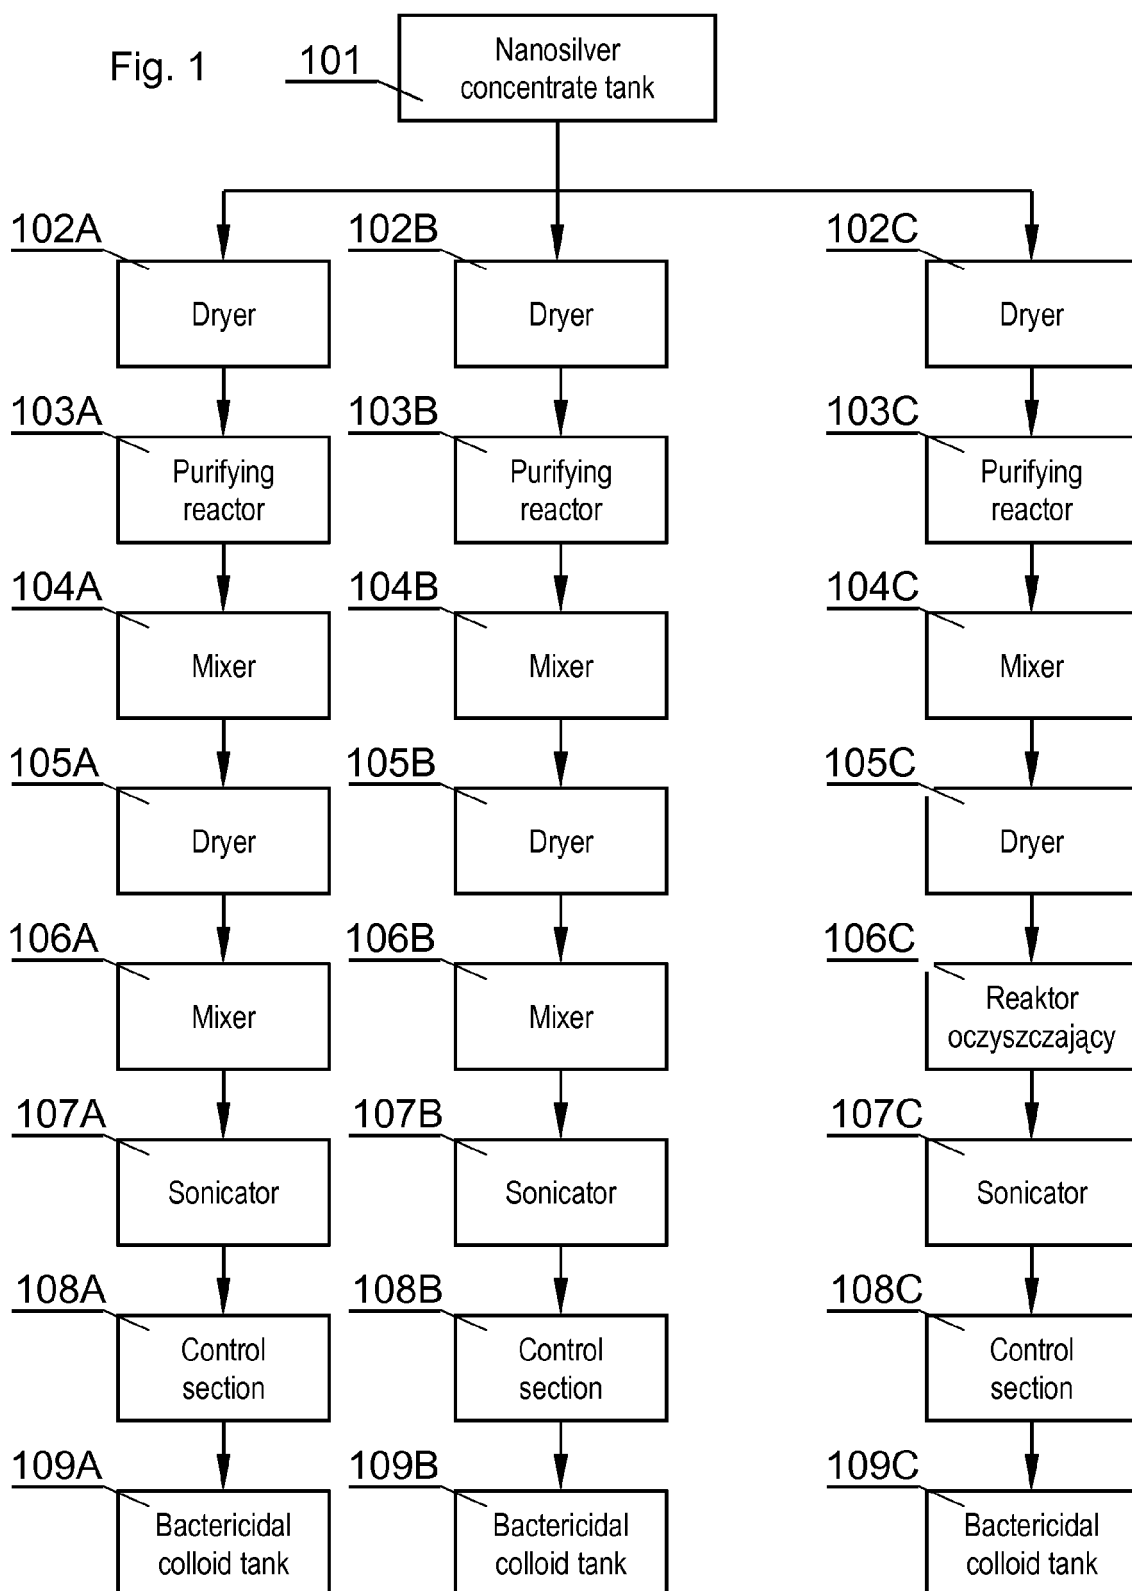 Fig. 1
101
Nanosilver
concentrate tank
102A
102B
102C
Dryer
Dryer
Dryer
103A
103B
103C
Purifying
reactor
Purifying
reactor
Purifying
reactor
104A
104B
104C
Mixer
Mixer
Mixer
105A
105B
105C
Dryer
Dryer
Dryer
106A
106B
106C
Mixer
Mixer
Reaktor
oczyszczający
107A
107B
107C
Sonicator
Sonicator
Sonicator
108A
108B
108C
Control
section
Control
section
Control
section
109A
109B
109C
Bactericidal
colloid tank
Bactericidal
colloid tank
Bactericidal
colloid tank